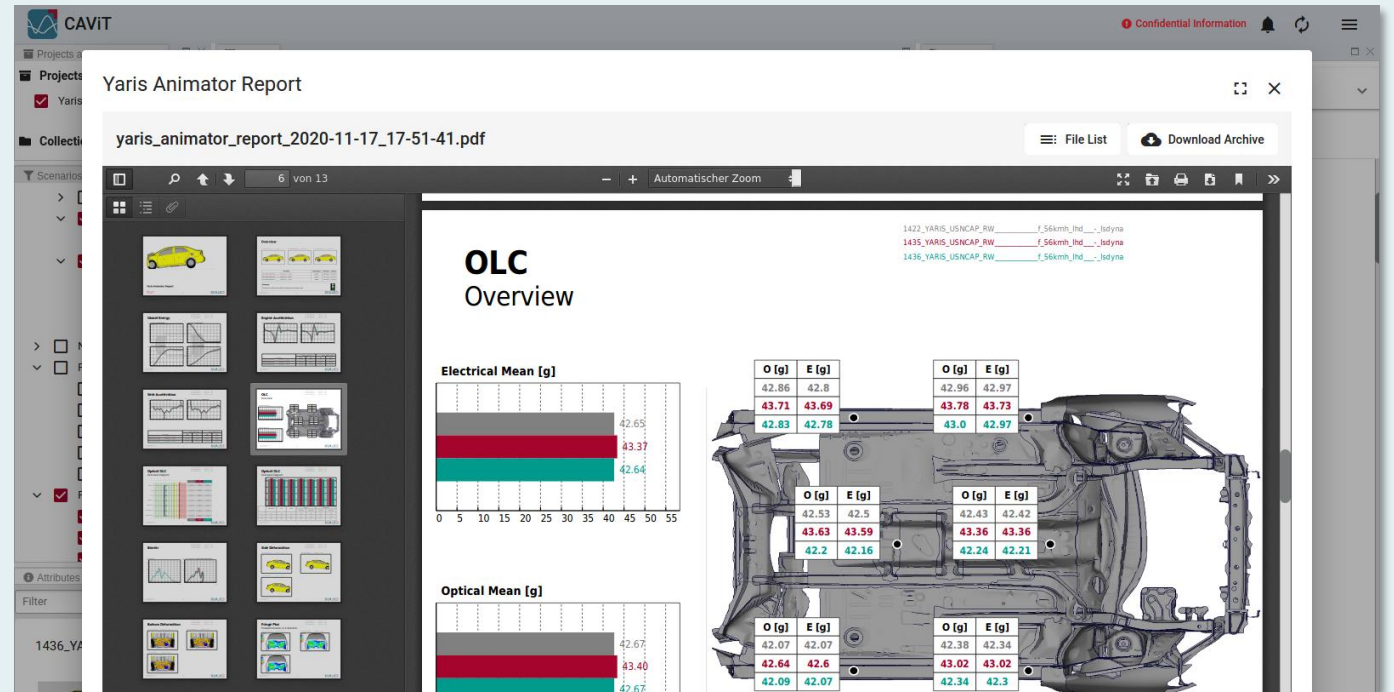 CAViT
Confidential Information
Projects a
Projects
Yaris
Collecti
Scenarios
Attributes
Filter
1436_YA
Yaris Animator Report
yaris_animator_report_2020-11-17_17-51-41.pdf
File List
Download Archive
6 von 13
Automatischer Zoom
OLC
Overview
1422_YARIS_USNCAP_RW__________f_56kmh_lhd___-_lsdyna
1435_YARIS_USNCAP_RW__________f_56kmh_lhd___-_lsdyna
1436_YARIS_USNCAP_RW__________f_56kmh_lhd___-_lsdyna
Electrical Mean [g]
42.65
43.37
42.64
0 5 10 15 20 25 30 35 40 45 50 55
Optical Mean [g]
42.67
43.40
42.67
O [g] E [g]
42.86 42.8
43.71 43.69
42.83 42.78
O [g] E [g]
42.96 42.97
43.78 43.73
43.0 42.97
O [g] E [g]
42.53 42.5
43.63 43.59
42.2 42.16
O [g] E [g]
42.43 42.42
43.36 43.36
42.24 42.21
O [g] E [g]
42.07 42.07
42.64 42.6
42.09 42.07
O [g] E [g]
42.38 42.34
43.02 43.02
42.34 42.3